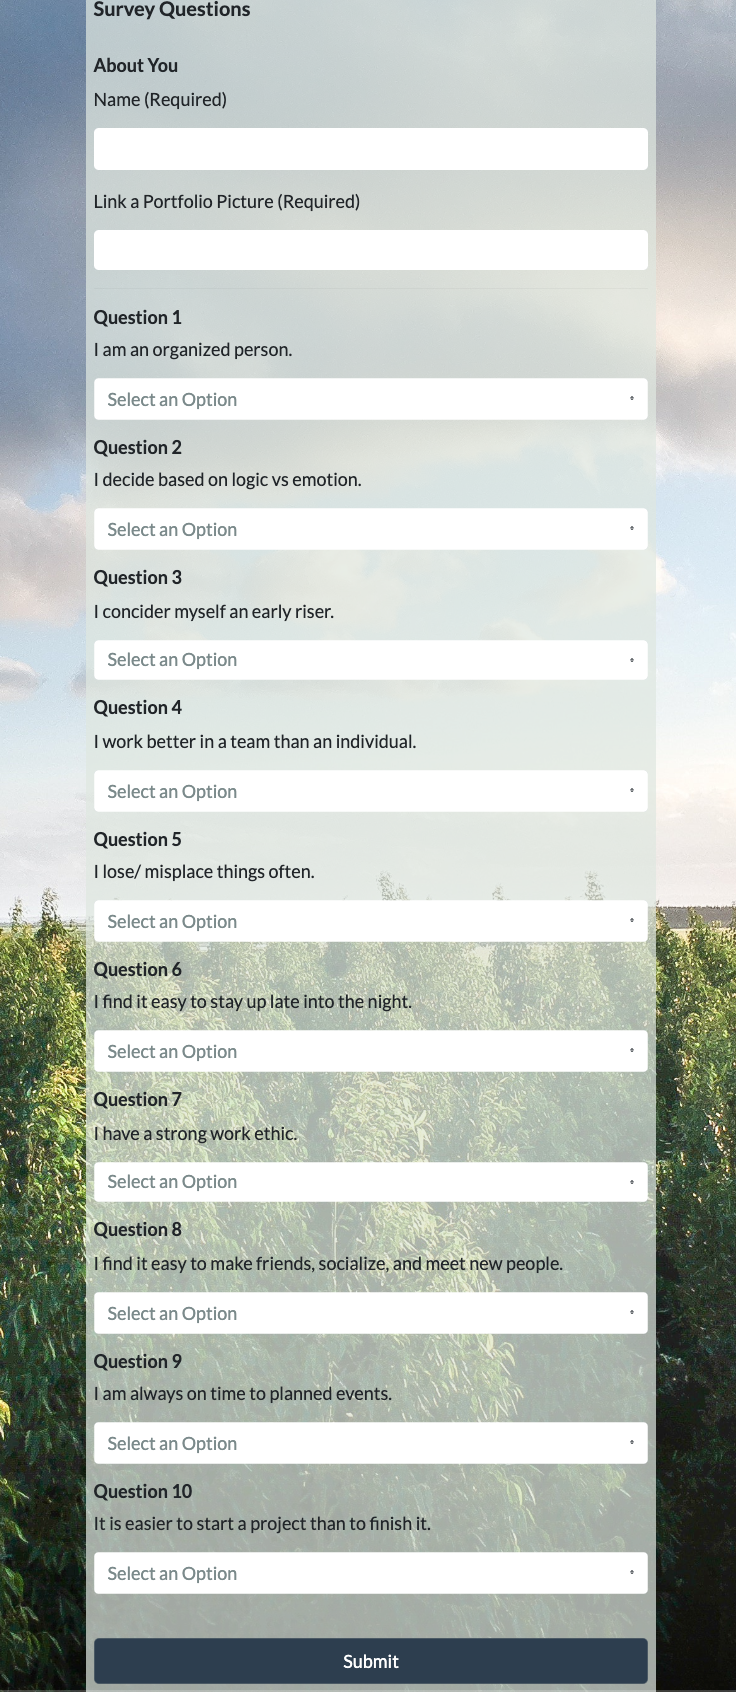 Survey Questions
About You
Name (Required)
Link a Portfolio Picture (Required)
Question 1
I am an organized person.
Select an Option
Question 2
I decide based on logic vs emotion.
Select an Option
Question 3
I concider myself an early riser.
Select an Option
Question 4
I work better in a team than an individual.
Select an Option
Question 5
I lose/ misplace things often.
Select an Option
Question 6
I find it easy to stay up late into the night.
Select an Option
Question 7
I have a strong work ethic.
Select an Option
Question 8
I find it easy to make friends, socialize, and meet new people.
Select an Option
Question 9
I am always on time to planned events.
Select an Option
Question 10
It is easier to start a project than to finish it.
Select an Option
Submit